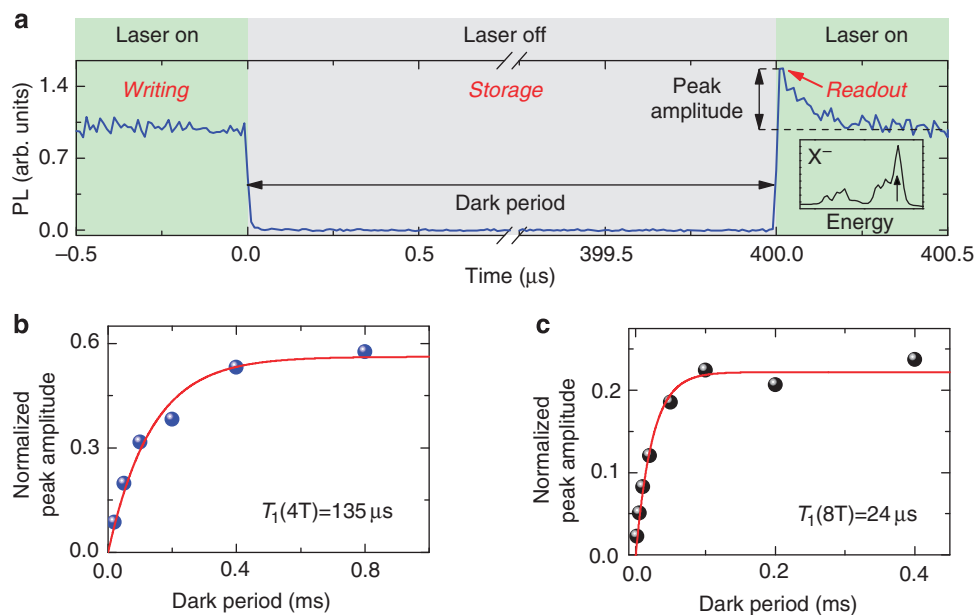 a
Laser on
Laser off
Laser on
PL (arb. units)
1.4
0.7
0.0
Writing
Storage
Peak
amplitude
Readout
X−
Energy
Dark period
−0.5
0.0
0.5
399.5
400.0
400.5
Time (μs)
b
Normalized
peak amplitude
0.6
0.3
0.0
T1(4T)=135 μs
0.0
0.4
0.8
Dark period (ms)
c
Normalized
peak amplitude
0.2
0.1
0.0
T1(8T)=24 μs
0.0
0.2
0.4
Dark period (ms)